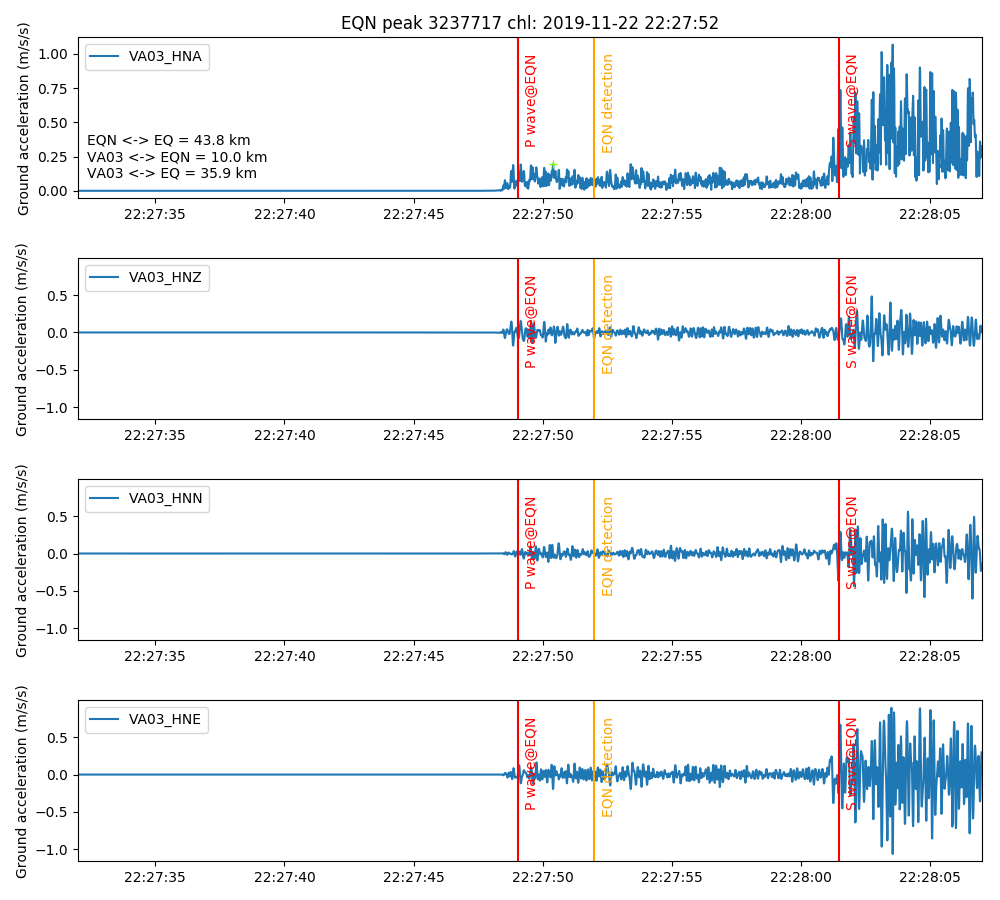 EQN peak 3237717 chl: 2019-11-22 22:27:52
Ground acceleration (m/s/s)
1.00
0.75
0.50
0.25
0.00
VA03_HNA
EQN <-> EQ = 43.8 km
VA03 <-> EQN = 10.0 km
VA03 <-> EQ = 35.9 km
P wave@EQN
EQN detection
S wave@EQN
22:27:35
22:27:40
22:27:45
22:27:50
22:27:55
22:28:00
22:28:05
Ground acceleration (m/s/s)
0.5
0.0
−0.5
−1.0
VA03_HNZ
P wave@EQN
EQN detection
S wave@EQN
22:27:35
22:27:40
22:27:45
22:27:50
22:27:55
22:28:00
22:28:05
Ground acceleration (m/s/s)
0.5
0.0
−0.5
−1.0
VA03_HNN
P wave@EQN
EQN detection
S wave@EQN
22:27:35
22:27:40
22:27:45
22:27:50
22:27:55
22:28:00
22:28:05
Ground acceleration (m/s/s)
0.5
0.0
−0.5
−1.0
VA03_HNE
P wave@EQN
EQN detection
S wave@EQN
22:27:35
22:27:40
22:27:45
22:27:50
22:27:55
22:28:00
22:28:05